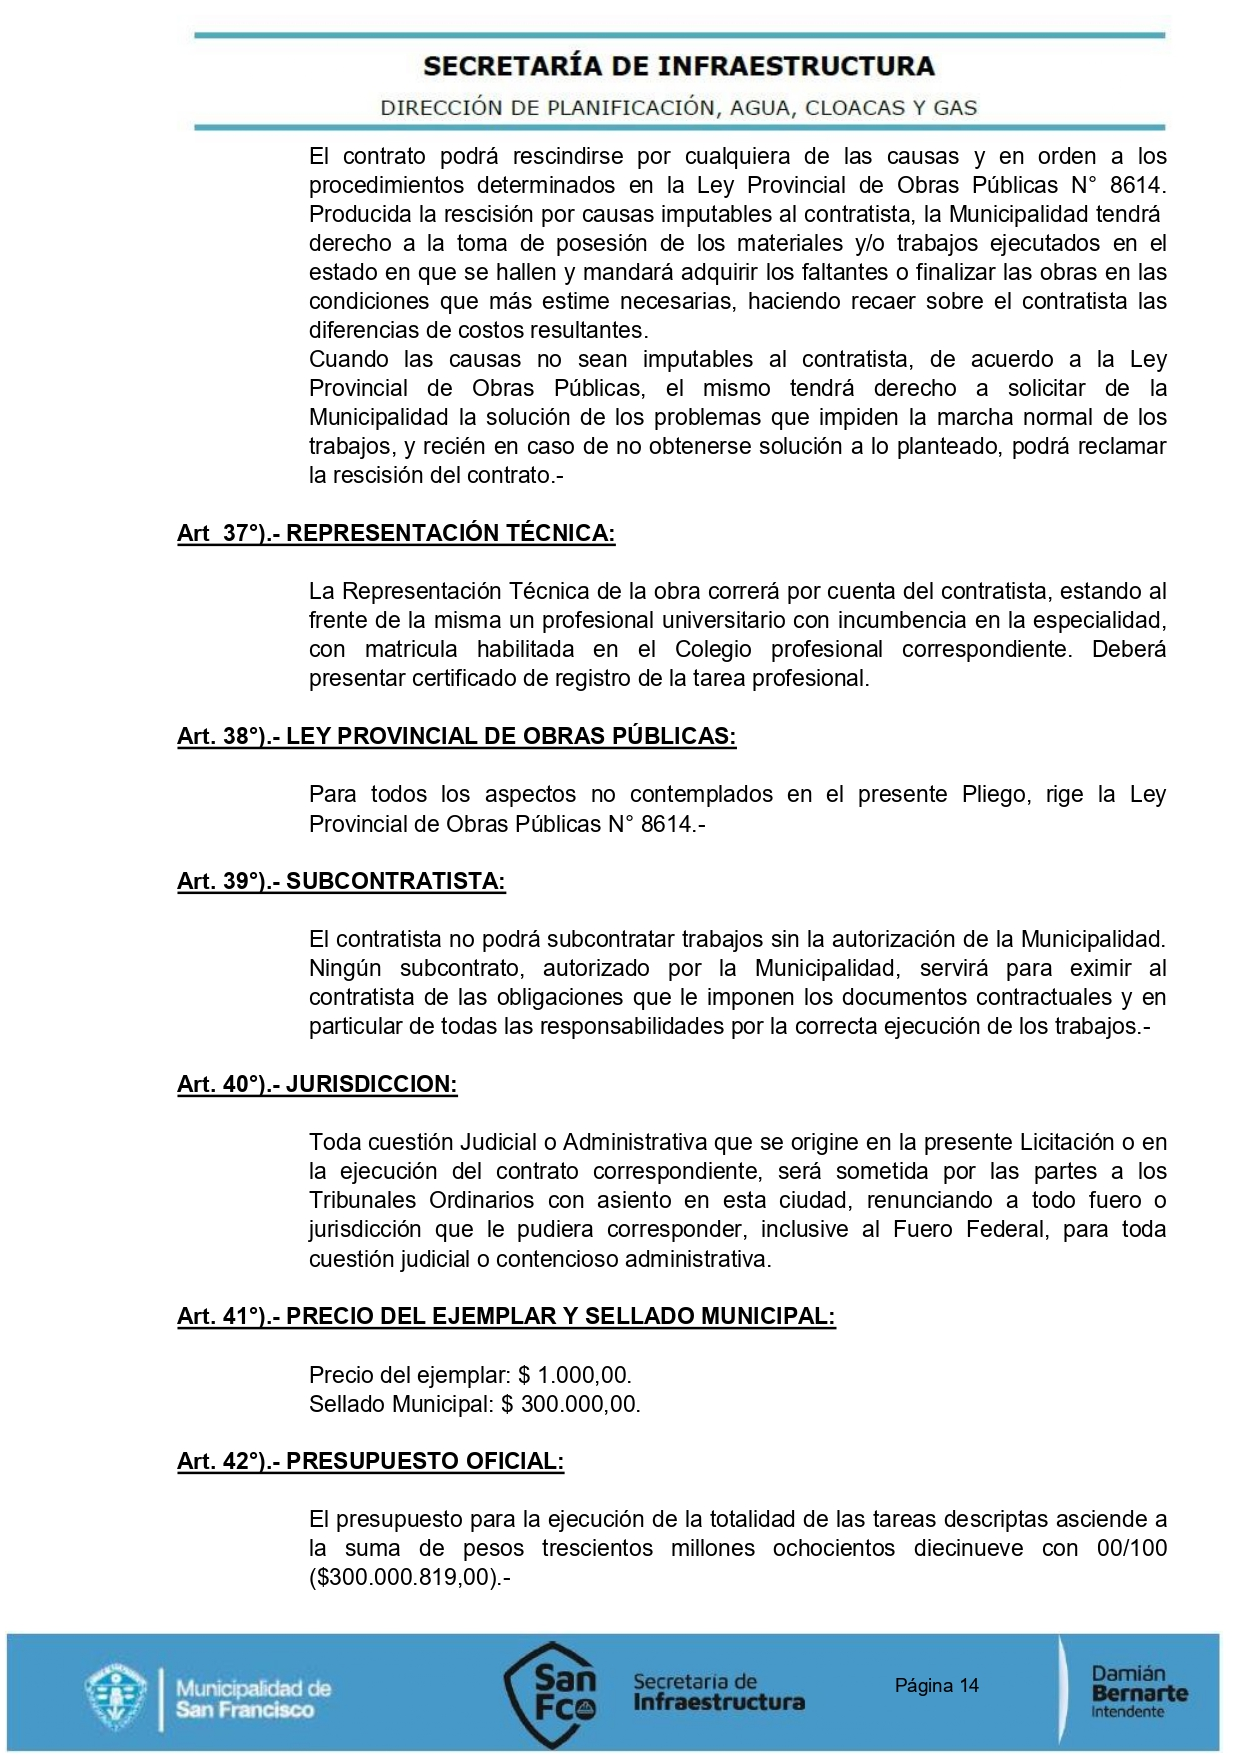 SECRETARÍA DE INFRAESTRUCTURA
DIRECCIÓN DE PLANIFICACIÓN, AGUA, CLOACAS Y GAS
El contrato podrá rescindirse por cualquiera de las causas y en orden a los
procedimientos determinados en la Ley Provincial de Obras Públicas N° 8614.
Producida la rescisión por causas imputables al contratista, la Municipalidad tendrá
derecho a la toma de posesión de los materiales y/o trabajos ejecutados en el
estado en que se hallen y mandará adquirir los faltantes o finalizar las obras en las
condiciones que más estime necesarias, haciendo recaer sobre el contratista las
diferencias de costos resultantes.
Cuando las causas no sean imputables al contratista, de acuerdo a la Ley
Provincial de Obras Públicas, el mismo tendrá derecho a solicitar de la
Municipalidad la solución de los problemas que impiden la marcha normal de los
trabajos, y recién en caso de no obtenerse solución a lo planteado, podrá reclamar
la rescisión del contrato.-
Art 37°).- REPRESENTACIÓN TÉCNICA:
La Representación Técnica de la obra correrá por cuenta del contratista, estando al
frente de la misma un profesional universitario con incumbencia en la especialidad,
con matricula habilitada en el Colegio profesional correspondiente. Deberá
presentar certificado de registro de la tarea profesional.
Art. 38°).- LEY PROVINCIAL DE OBRAS PÚBLICAS:
Para todos los aspectos no contemplados en el presente Pliego, rige la Ley
Provincial de Obras Públicas N° 8614.-
Art. 39°).- SUBCONTRATISTA:
El contratista no podrá subcontratar trabajos sin la autorización de la Municipalidad.
Ningún subcontrato, autorizado por la Municipalidad, servirá para eximir al
contratista de las obligaciones que le imponen los documentos contractuales y en
particular de todas las responsabilidades por la correcta ejecución de los trabajos.-
Art. 40°).- JURISDICCION:
Toda cuestión Judicial o Administrativa que se origine en la presente Licitación o en
la ejecución del contrato correspondiente, será sometida por las partes a los
Tribunales Ordinarios con asiento en esta ciudad, renunciando a todo fuero o
jurisdicción que le pudiera corresponder, inclusive al Fuero Federal, para toda
cuestión judicial o contencioso administrativa.
Art. 41°).- PRECIO DEL EJEMPLAR Y SELLADO MUNICIPAL:
Precio del ejemplar: $ 1.000,00.
Sellado Municipal: $ 300.000,00.
Art. 42°).- PRESUPUESTO OFICIAL:
El presupuesto para la ejecución de la totalidad de las tareas descriptas asciende a
la suma de pesos trescientos millones ochocientos diecinueve con 00/100
($300.000.819,00).-
Municipalidad de
San Francisco
San
Fco
Secretaría de
Infraestructura
Página 14
Damián
Bernarte
Intendente